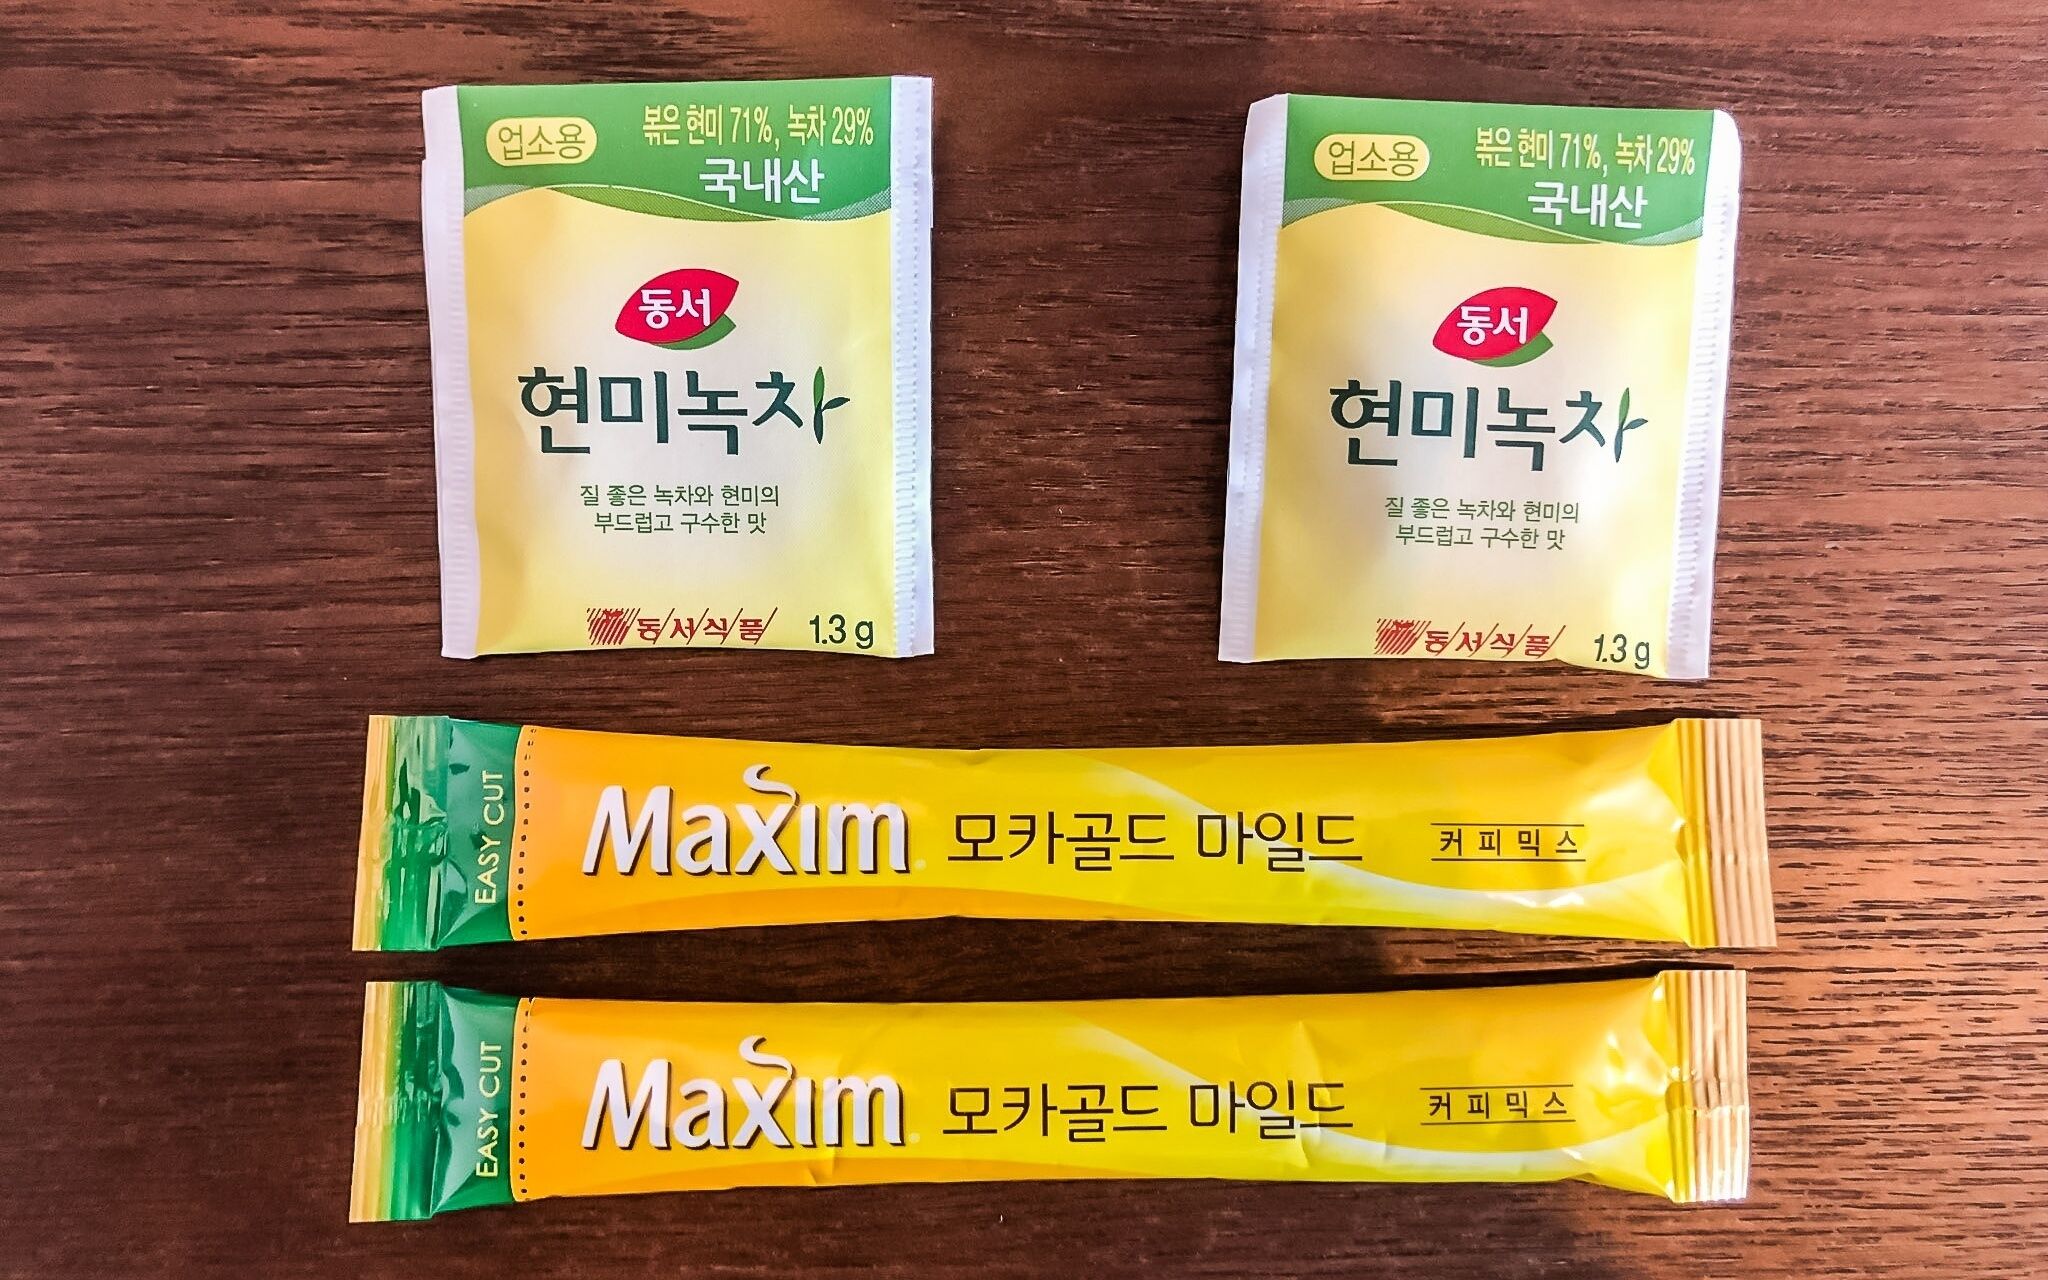 업소용
볶은 현미 71%, 녹차 29%
국내산
동서
현미녹차
질 좋은 녹차와 현미의
부드럽고 구수한 맛
동서식품 1.3 g
업소용
볶은 현미 71%, 녹차 29%
국내산
동서
현미녹차
질 좋은 녹차와 현미의
부드럽고 구수한 맛
동서식품 1.3 g
EASY CUT
Maxim 모카골드 마일드 커피믹스
EASY CUT
Maxim 모카골드 마일드 커피믹스